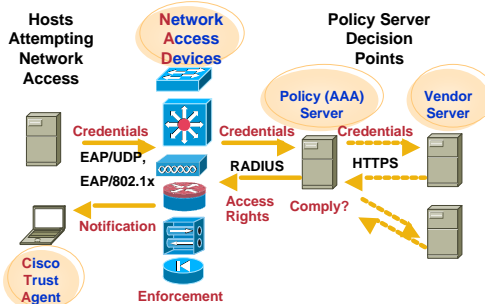 Hosts
Attempting
Network
Access
Network
Access
Devices
Policy Server
Decision
Points
Policy (AAA)
Server
Vendor
Server
Credentials
Credentials
Credentials
EAP/UDP,
EAP/802.1x
RADIUS
HTTPS
Notification
Access
Rights
Comply?
Cisco
Trust
Agent
Enforcement